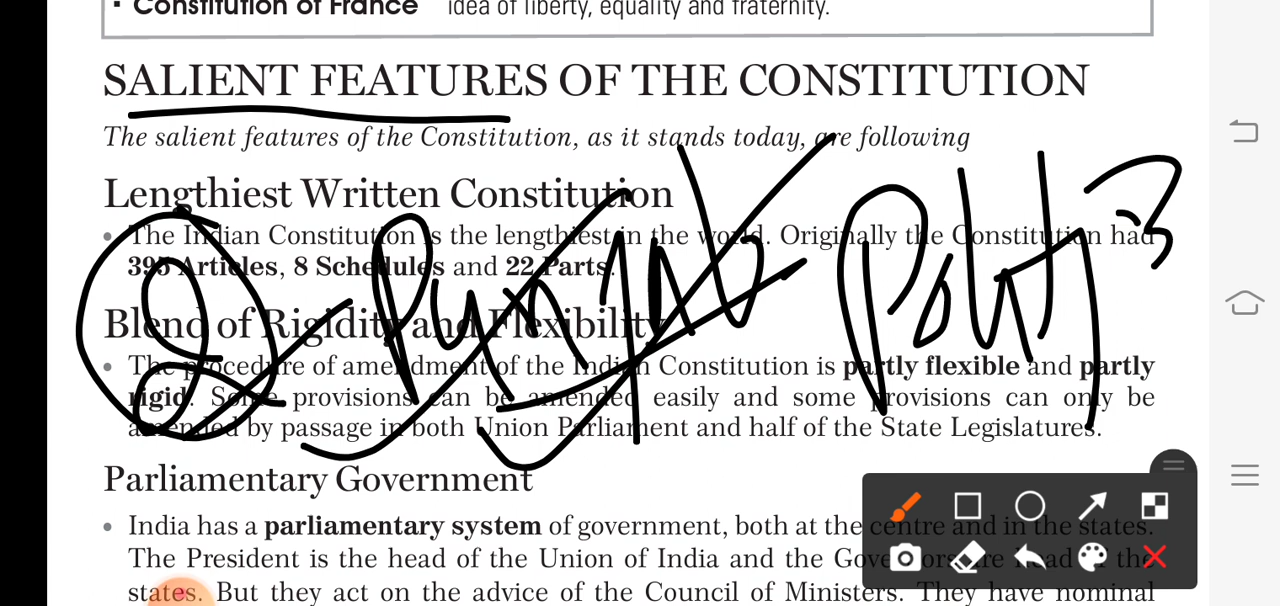 ▪ Constitution of France idea of liberty, equality and fraternity.
SALIENT FEATURES OF THE CONSTITUTION
The salient features of the Constitution, as it stands today, are following
Lengthiest Written Constitution
• The Indian Constitution is the lengthiest in the world. Originally the Constitution had
395 Articles, 8 Schedules and 22 Parts.
Blend of Rigidity and Flexibility
• The procedure of amendment of the Indian Constitution is partly flexible and partly
rigid. Some provisions can be amended easily and some provisions can only be
amended by passage in both Union Parliament and half of the State Legislatures.
Parliamentary Government
• India has a parliamentary system of government, both at the centre and in the states.
The President is the head of the Union of India and the Governors are head of the
states. But they act on the advice of the Council of Ministers. They have nominal